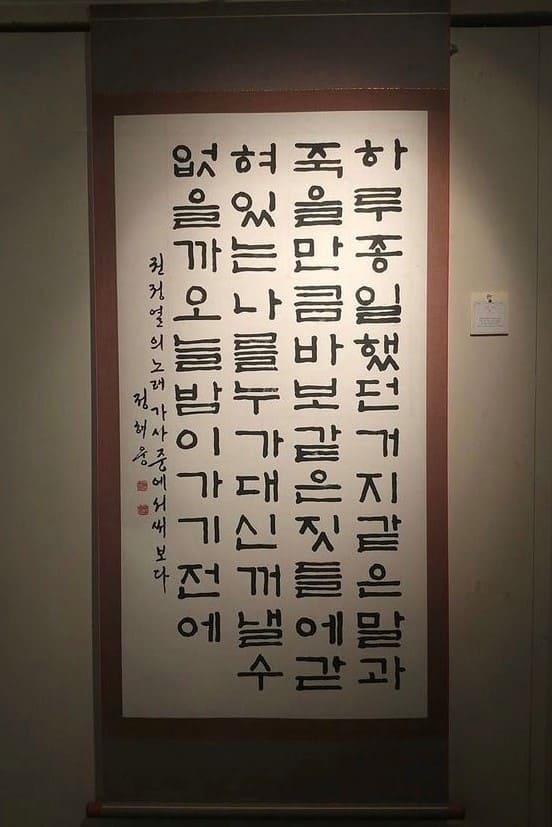 하루종일했던거지같은말과
죽을만큼바보같은짓들에갇
혀있는나를누가대신꺼낼수
없을까오늘밤이가기전에
권정열의노래가사중에서써보다